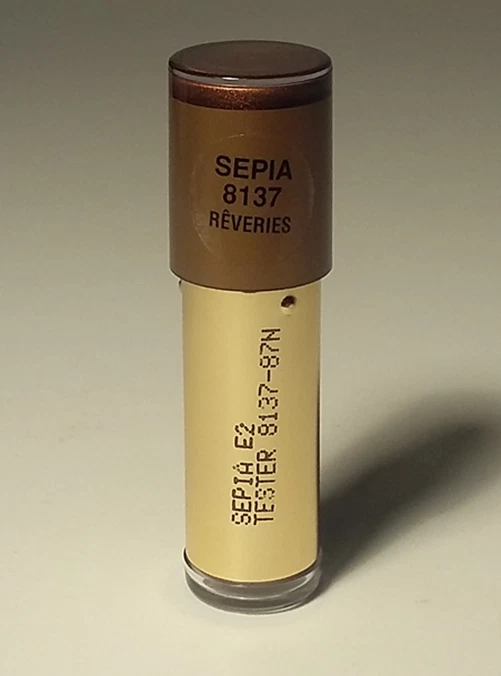 SEPIA
8137
RÊVERIES
SEPIA E2
TESTER 8137-87N